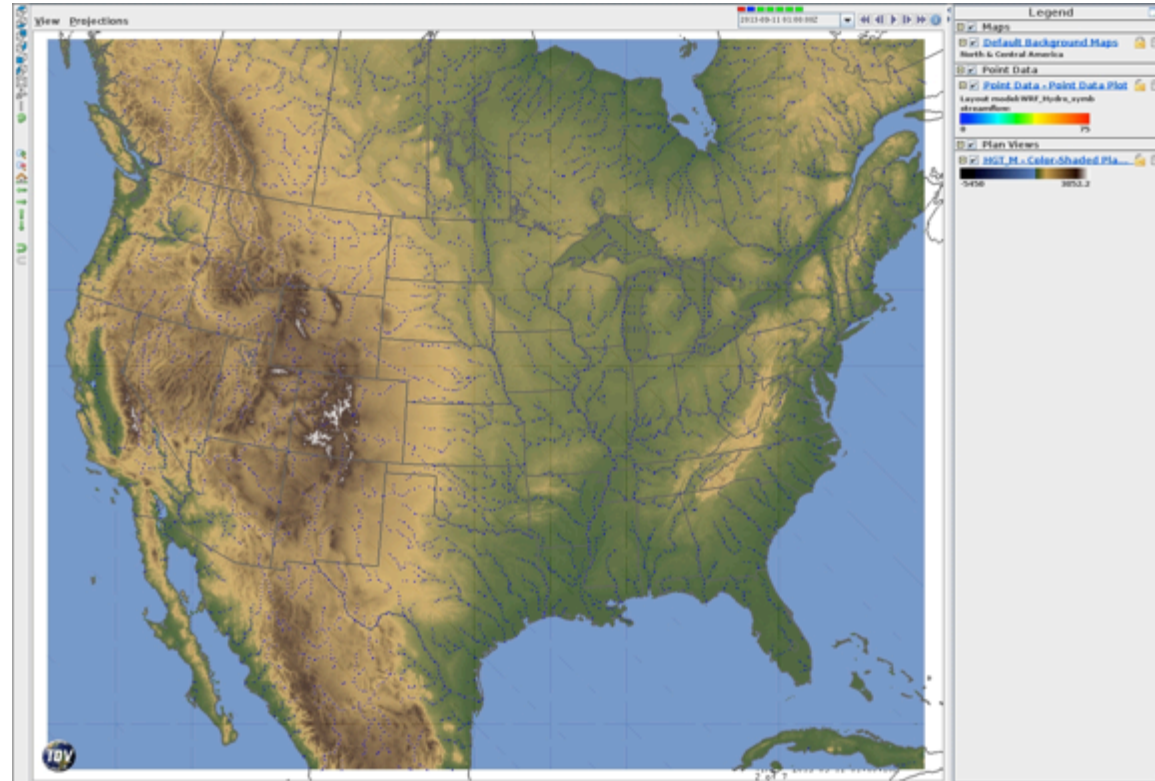 View Projections
2013-09-11 01:00:00Z
Legend
Maps
Default Background Maps
North & Central America
Point Data
Point Data - Point Data Plot
Layout model:WRF_Hydro_symb
streamflow:
0 75
Plan Views
HGT_M - Color-Shaded Pla...
-5450 3052.2
IDV
2 of 7